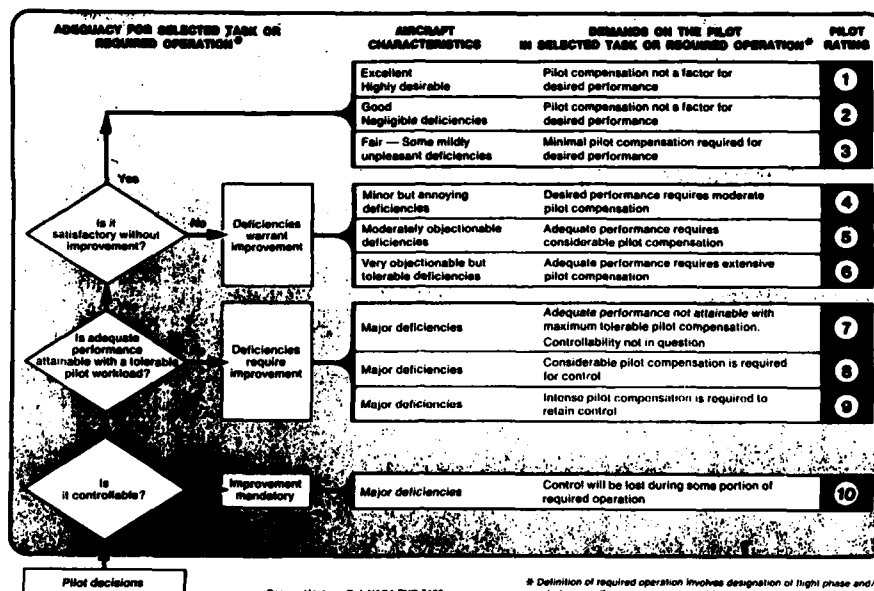 ADEQUACY FOR SELECTED TASK OR
REQUIRED OPERATION*
AIRCRAFT
CHARACTERISTICS
DEMANDS ON THE PILOT
IN SELECTED TASK OR REQUIRED OPERATION*
PILOT
RATING
Excellent
Highly desirable
Pilot compensation not a factor for
desired performance
1
Good
Negligible deficiencies
Pilot compensation not a factor for
desired performance
2
Fair — Some mildly
unpleasant deficiencies
Minimal pilot compensation required for
desired performance
3
Yes
Is it
satisfactory without
improvement?
No
Deficiencies
warrant
improvement
Minor but annoying
deficiencies
Desired performance requires moderate
pilot compensation
4
Moderately objectionable
deficiencies
Adequate performance requires
considerable pilot compensation
5
Very objectionable but
tolerable deficiencies
Adequate performance requires extensive
pilot compensation
6
Is adequate
performance
attainable with a tolerable
pilot workload?
Deficiencies
require
improvement
Major deficiencies
Adequate performance not attainable with
maximum tolerable pilot compensation.
Controllability not in question
7
Major deficiencies
Considerable pilot compensation is required
for control
8
Major deficiencies
Intense pilot compensation is required to
retain control
9
Is
it controllable?
Improvement
mandatory
Major deficiencies
Control will be lost during some portion of
required operation
10
Pilot decisions
* Definition of required operation involves designation of flight phase and/